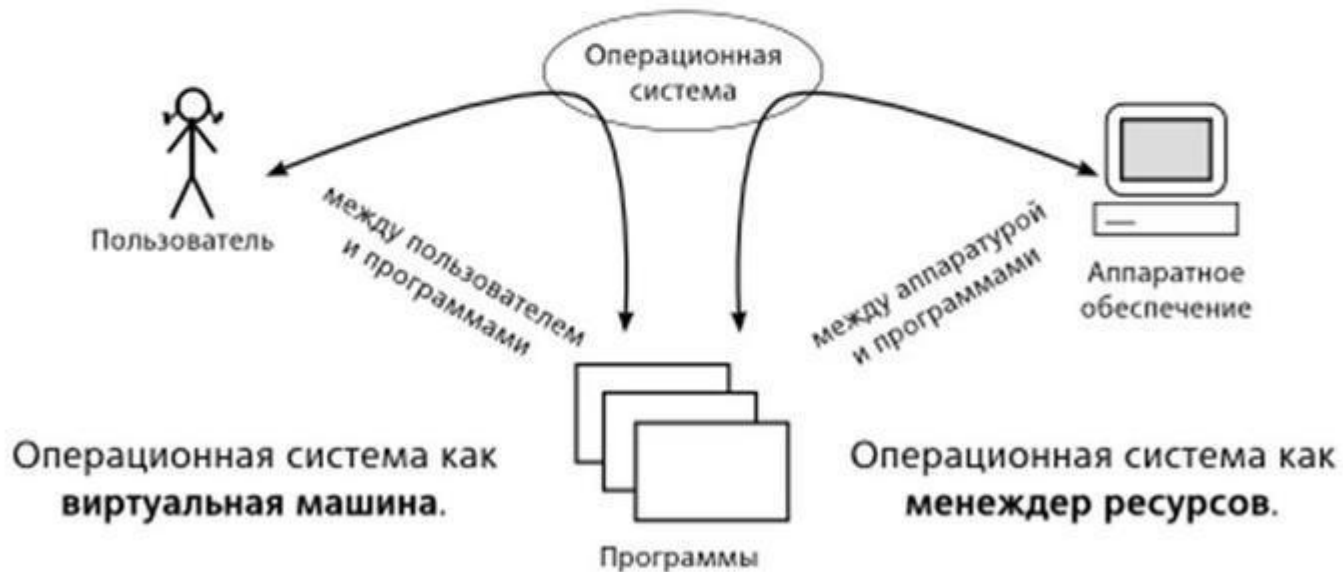 Операционная
система
Пользователь
между пользователем
и программами
между аппаратурой
и программами
Аппаратное
обеспечение
Операционная система как
виртуальная машина.
Операционная система как
менеждер ресурсов.
Программы